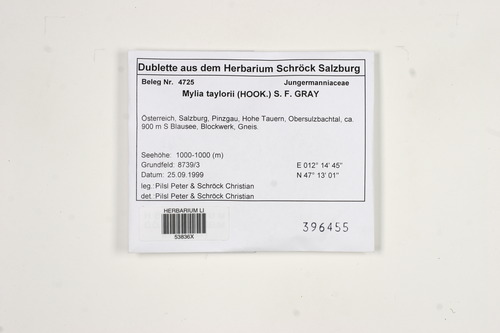 Dublette aus dem Herbarium Schröck Salzburg
Beleg Nr. 4725 Jungermanniaceae
Mylia taylorii (HOOK.) S. F. GRAY
Österreich, Salzburg, Pinzgau, Hohe Tauern, Obersulzbachtal, ca.
900 m S Blausee, Blockwerk, Gneis.
Seehöhe: 1000-1000 (m)
Grundfeld: 8739/3 E 012° 14' 45"
Datum: 25.09.1999 N 47° 13' 01"
leg.: Pilsl Peter & Schröck Christian
det.: Pilsl Peter & Schröck Christian
HERBARIUM LI
53836X
396455